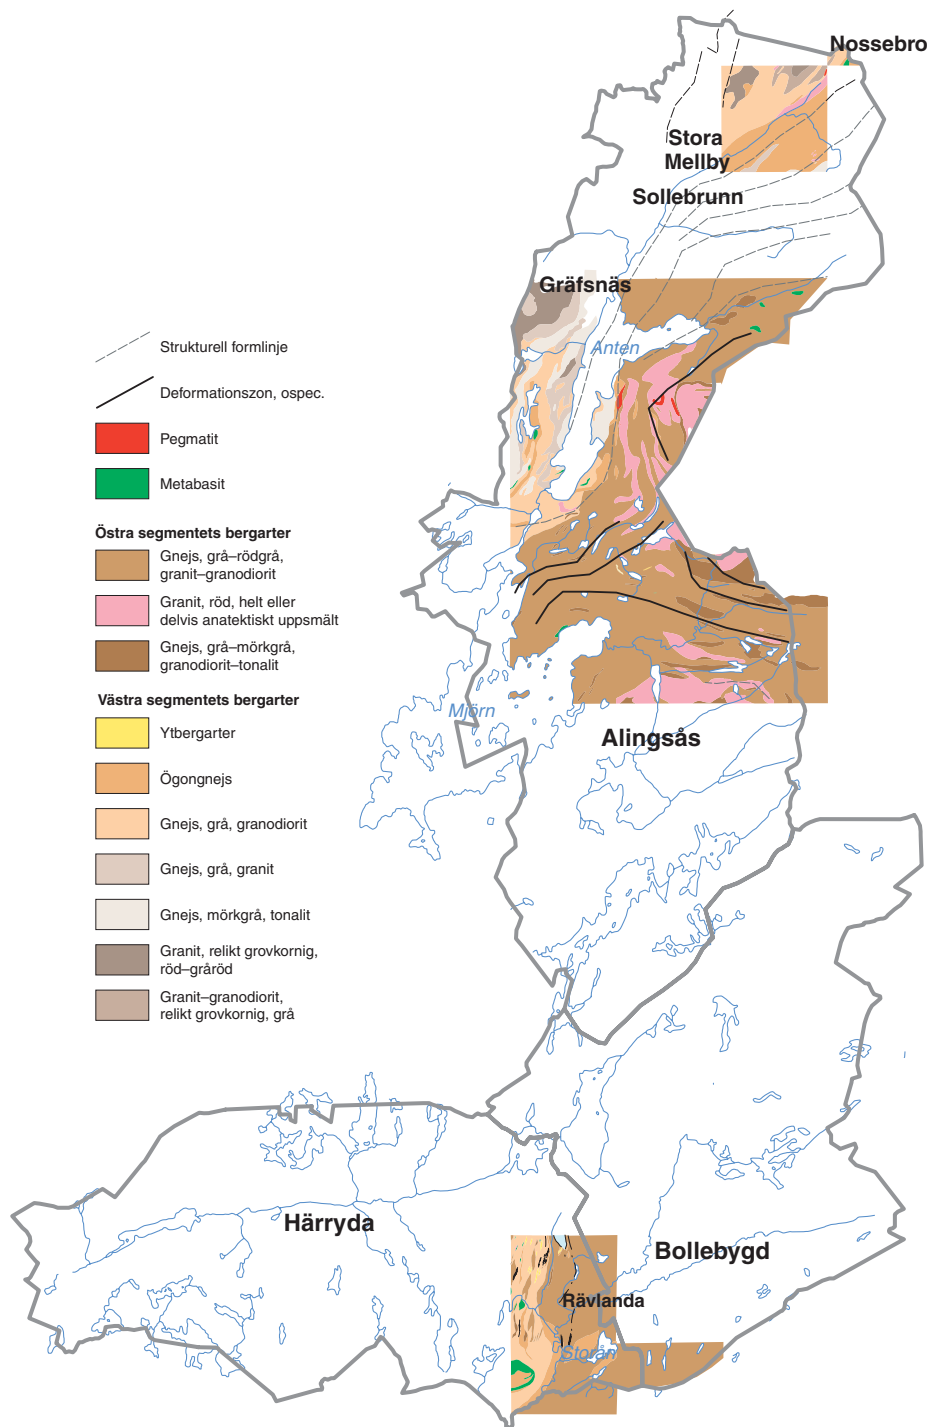 Nossebro
Stora
Mellby
Sollebrunn
Gräfsnäs
Anten
Strukturell formlinje
Deformationszon, ospec.
Pegmatit
Metabasit
Östra segmentets bergarter
Gnejs, grå–rödgrå,
granit–granodiorit
Granit, röd, helt eller
delvis anatektiskt uppsmält
Gnejs, grå–mörkgrå,
granodiorit–tonalit
Västra segmentets bergarter
Ytbergarter
Ögongnejs
Gnejs, grå, granodiorit
Gnejs, grå, granit
Gnejs, mörkgrå, tonalit
Granit, relikt grovkornig,
röd–gråröd
Granit–granodiorit,
relikt grovkornig, grå
Mjörn
Alingsås
Härryda
Bollebygd
Rävlanda
Storån